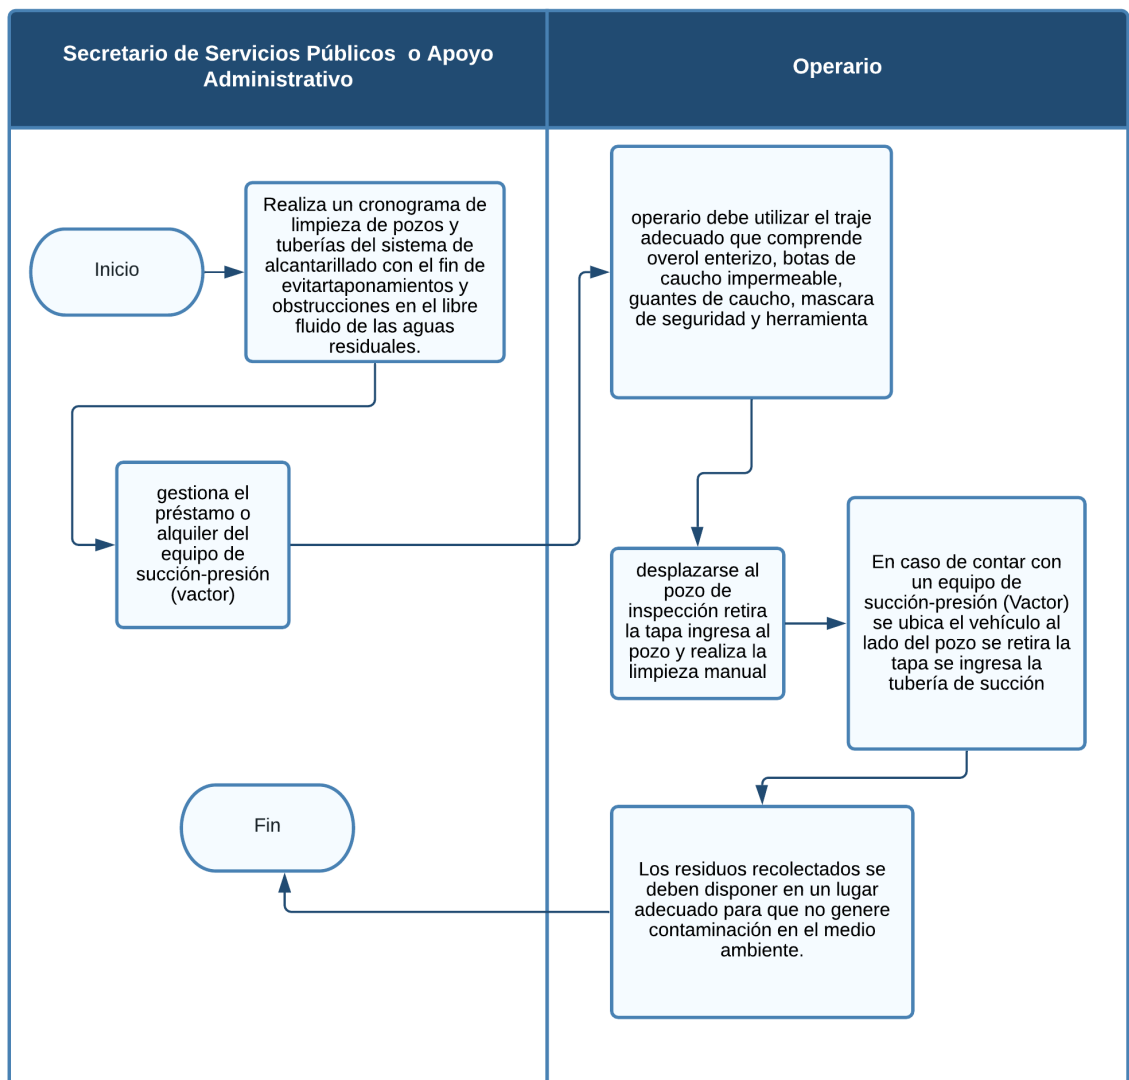 Secretario de Servicios Públicos  o Apoyo
Administrativo
Operario
Inicio
Realiza un cronograma de
limpieza de pozos y
tuberías del sistema de
alcantarillado con el fin de
evitartaponamientos y
obstrucciones en el libre
fluido de las aguas
residuales.
gestiona el
préstamo o
alquiler del
equipo de
succión-presión
(vactor)
operario debe utilizar el traje
adecuado que comprende
overol enterizo, botas de
caucho impermeable,
guantes de caucho, mascara
de seguridad y herramienta
desplazarse al
pozo de
inspección retira
la tapa ingresa al
pozo y realiza la
limpieza manual
En caso de contar con
un equipo de
succión-presión (Vactor)
se ubica el vehículo al
lado del pozo se retira la
tapa se ingresa la
tubería de succión
Los residuos recolectados se
deben disponer en un lugar
adecuado para que no genere
contaminación en el medio
ambiente.
Fin